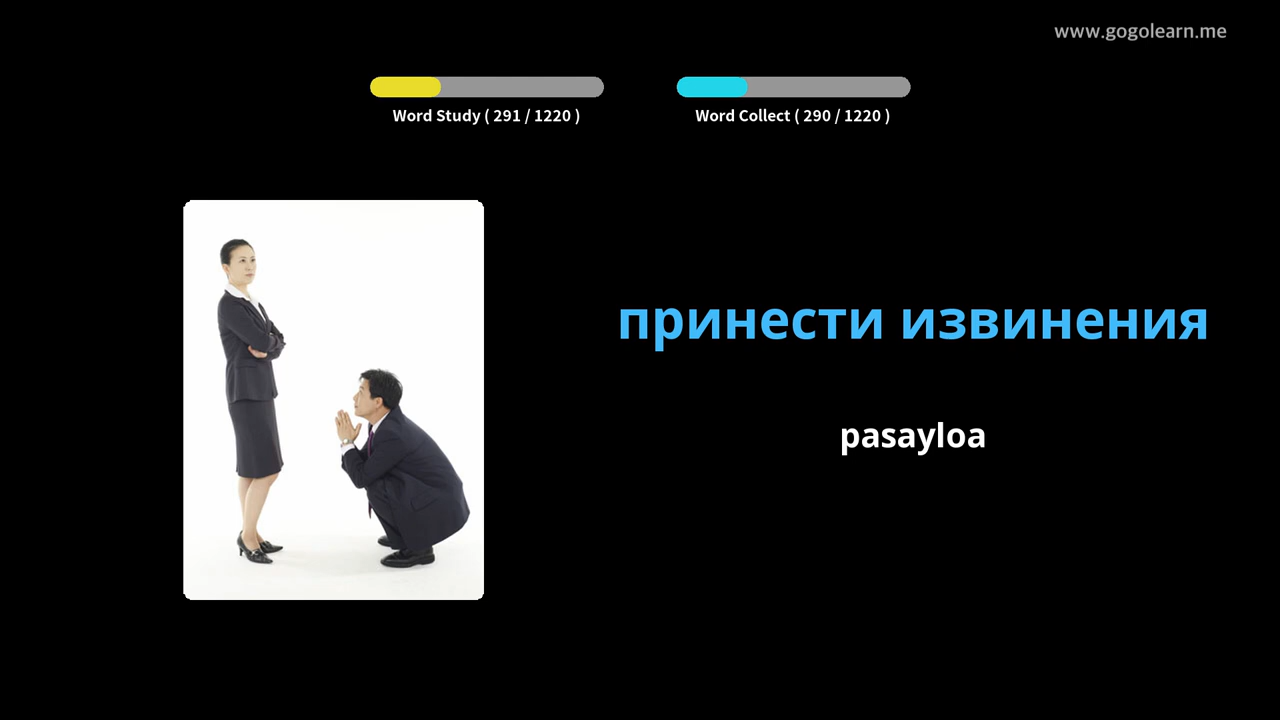 www.gogolearn.me
Word Study ( 291 / 1220 )
Word Collect ( 290 / 1220 )
принести извинения
pasayloa